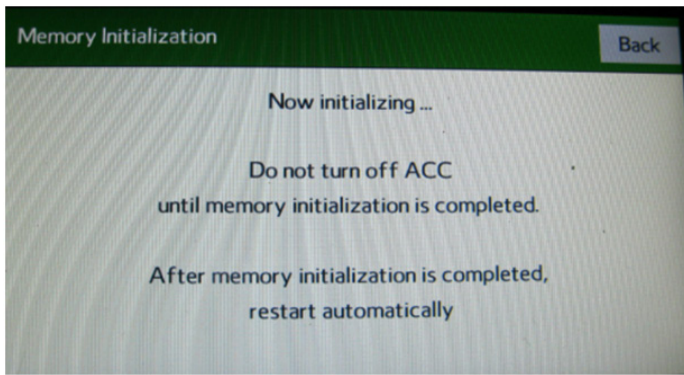 Memory Initialization
Back
Now initializing ...
Do not turn off ACC
until memory initialization is completed.
After memory initialization is completed,
restart automatically